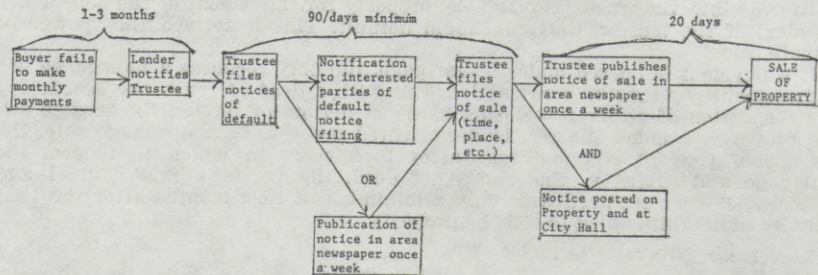 1-3 months
90/days minimum
20 days
Buyer fails
to make
monthly
payments
Lender
notifies
Trustee
Trustee
files
notices
of
default
Notification
to interested
parties of
default
notice
filing
Trustee
files
notice
of sale
(time,
place,
etc.)
Trustee publishes
notice of sale in
area newspaper
once a week
SALE
OF
PROPERTY
OR
AND
Publication of
notice in area
newspaper once
a week
Notice posted on
Property and at
City Hall